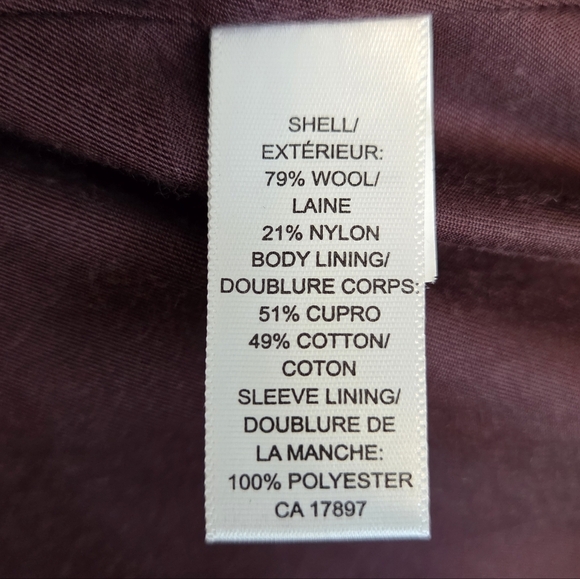 SHELL/
EXTÉRIEUR:
79% WOOL/
LAINE
21% NYLON
BODY LINING/
DOUBLURE CORPS:
51% CUPRO
49% COTTON/
COTON
SLEEVE LINING/
DOUBLURE DE
LA MANCHE:
100% POLYESTER
CA 17897